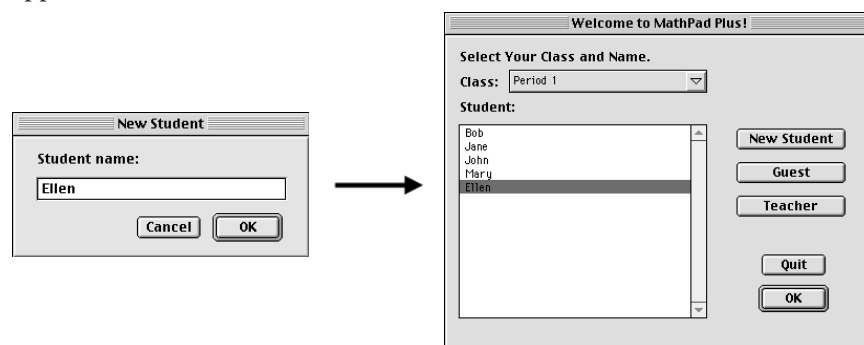 New Student
Student name:
Ellen
Cancel OK
Welcome to MathPad Plus!
Select Your Class and Name.
Class: Period 1
Student:
Bob
Jane
John
Mary
Ellen
New Student
Guest
Teacher
Quit
OK